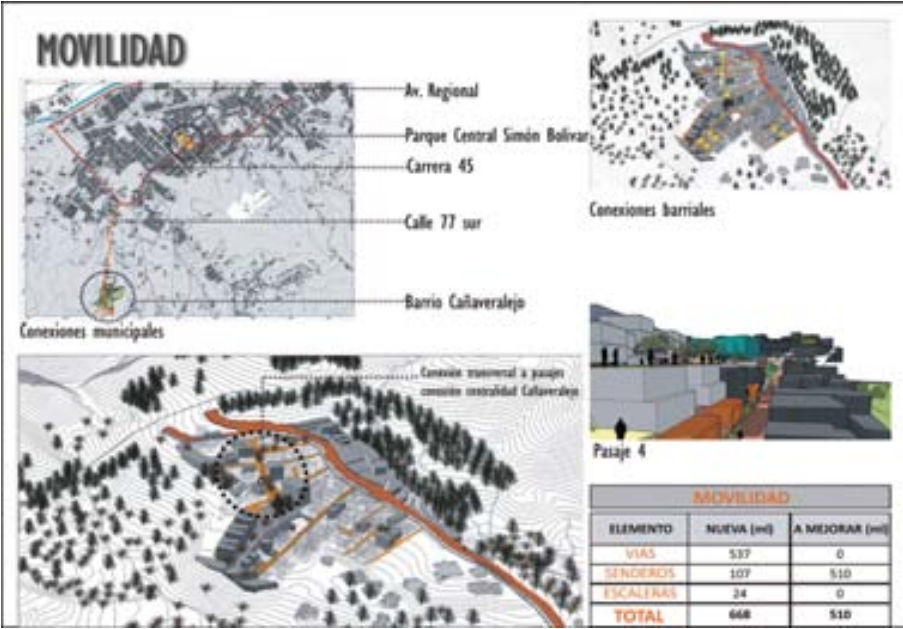 MOVILIDAD
Av. Regional
Parque Central Simón Bolivar
Carrera 45
Calle 77 sur
Barrio Cañaveralejo
Conexiones municipales
Conexiones barriales
Conexión transversal a pasajes
conexión centralidad Cañaveralejo
Pasaje 4
MOVILIDAD
ELEMENTO NUEVA (ml) A MEJORAR (ml)
VIAS 537 0
SENDEROS 107 510
ESCALERAS 24 0
TOTAL 668 510